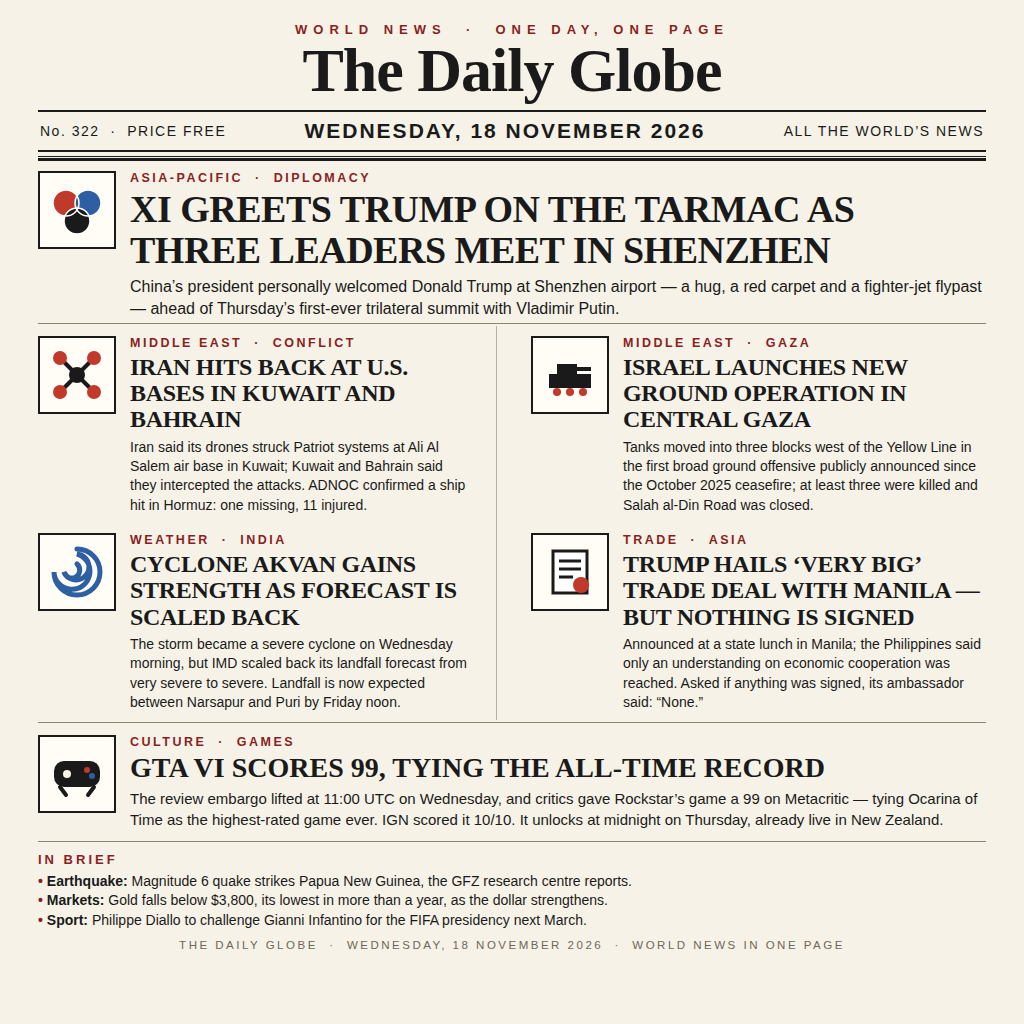 WORLD NEWS · ONE DAY, ONE PAGE
The Daily Globe
No. 322 · PRICE FREE
WEDNESDAY, 18 NOVEMBER 2026
ALL THE WORLD’S NEWS
ASIA-PACIFIC · DIPLOMACY
XI GREETS TRUMP ON THE TARMAC AS
THREE LEADERS MEET IN SHENZHEN
China’s president personally welcomed Donald Trump at Shenzhen airport — a hug, a red carpet and a fighter-jet flypast
— ahead of Thursday’s first-ever trilateral summit with Vladimir Putin.
MIDDLE EAST · CONFLICT
IRAN HITS BACK AT U.S.
BASES IN KUWAIT AND
BAHRAIN
Iran said its drones struck Patriot systems at Ali Al
Salem air base in Kuwait; Kuwait and Bahrain said
they intercepted the attacks. ADNOC confirmed a ship
hit in Hormuz: one missing, 11 injured.
MIDDLE EAST · GAZA
ISRAEL LAUNCHES NEW
GROUND OPERATION IN
CENTRAL GAZA
Tanks moved into three blocks west of the Yellow Line in
the first broad ground offensive publicly announced since
the October 2025 ceasefire; at least three were killed and
Salah al-Din Road was closed.
WEATHER · INDIA
CYCLONE AKVAN GAINS
STRENGTH AS FORECAST IS
SCALED BACK
The storm became a severe cyclone on Wednesday
morning, but IMD scaled back its landfall forecast from
very severe to severe. Landfall is now expected
between Narsapur and Puri by Friday noon.
TRADE · ASIA
TRUMP HAILS ‘VERY BIG’
TRADE DEAL WITH MANILA —
BUT NOTHING IS SIGNED
Announced at a state lunch in Manila; the Philippines said
only an understanding on economic cooperation was
reached. Asked if anything was signed, its ambassador
said: “None.”
CULTURE · GAMES
GTA VI SCORES 99, TYING THE ALL-TIME RECORD
The review embargo lifted at 11:00 UTC on Wednesday, and critics gave Rockstar’s game a 99 on Metacritic — tying Ocarina of
Time as the highest-rated game ever. IGN scored it 10/10. It unlocks at midnight on Thursday, already live in New Zealand.
IN BRIEF
• Earthquake: Magnitude 6 quake strikes Papua New Guinea, the GFZ research centre reports.
• Markets: Gold falls below $3,800, its lowest in more than a year, as the dollar strengthens.
• Sport: Philippe Diallo to challenge Gianni Infantino for the FIFA presidency next March.
THE DAILY GLOBE · WEDNESDAY, 18 NOVEMBER 2026 · WORLD NEWS IN ONE PAGE